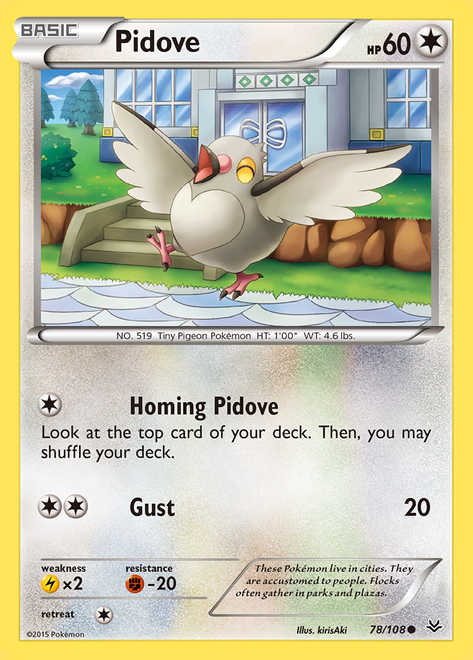 BASIC
Pidove
HP60
NO. 519 Tiny Pigeon Pokémon HT: 1'00" WT: 4.6 lbs.
Homing Pidove
Look at the top card of your deck. Then, you may
shuffle your deck.
Gust 20
weakness resistance
×2 -20
These Pokémon live in cities. They
are accustomed to people. Flocks
often gather in parks and plazas.
retreat
©2015 Pokémon
Illus. kirisAki 78/108